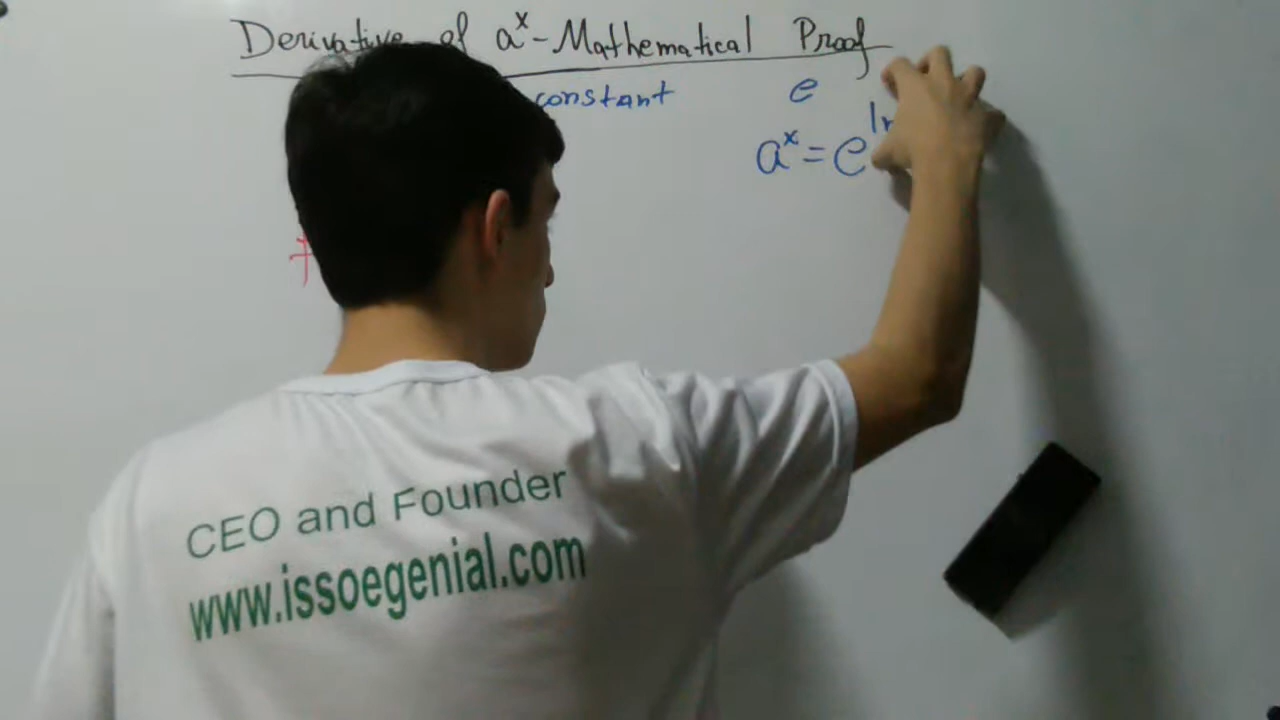 Derivative of aˣ - Mathematical Proof
constant e
aˣ = e
CEO and Founder
www.issoegenial.com